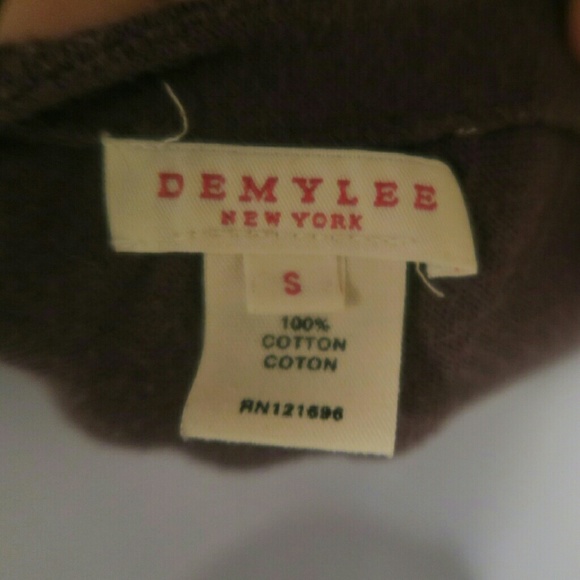 DEMYLEE
NEW YORK
S
100%
COTTON
COTON
RN121696